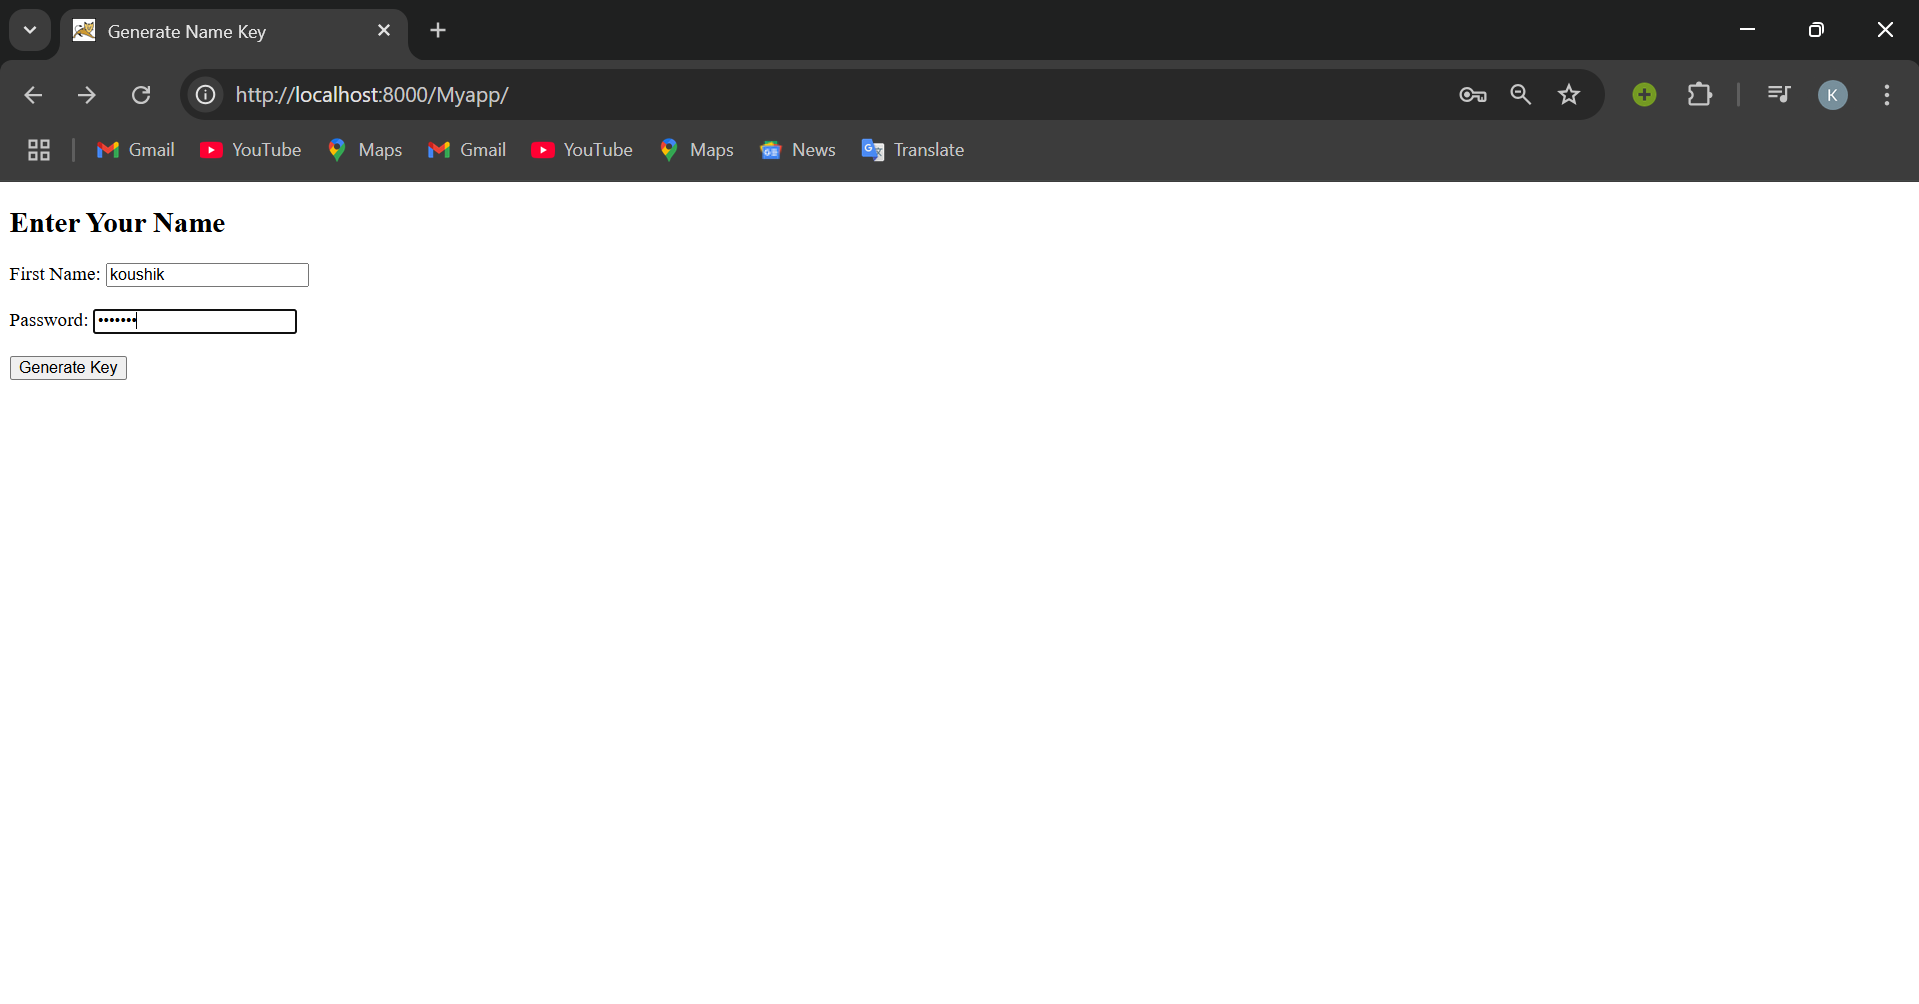 Generate Name Key
http://localhost:8000/Myapp/
K
Gmail YouTube Maps Gmail YouTube Maps News Translate
Enter Your Name
First Name: koushik
Password: •••••••
Generate Key